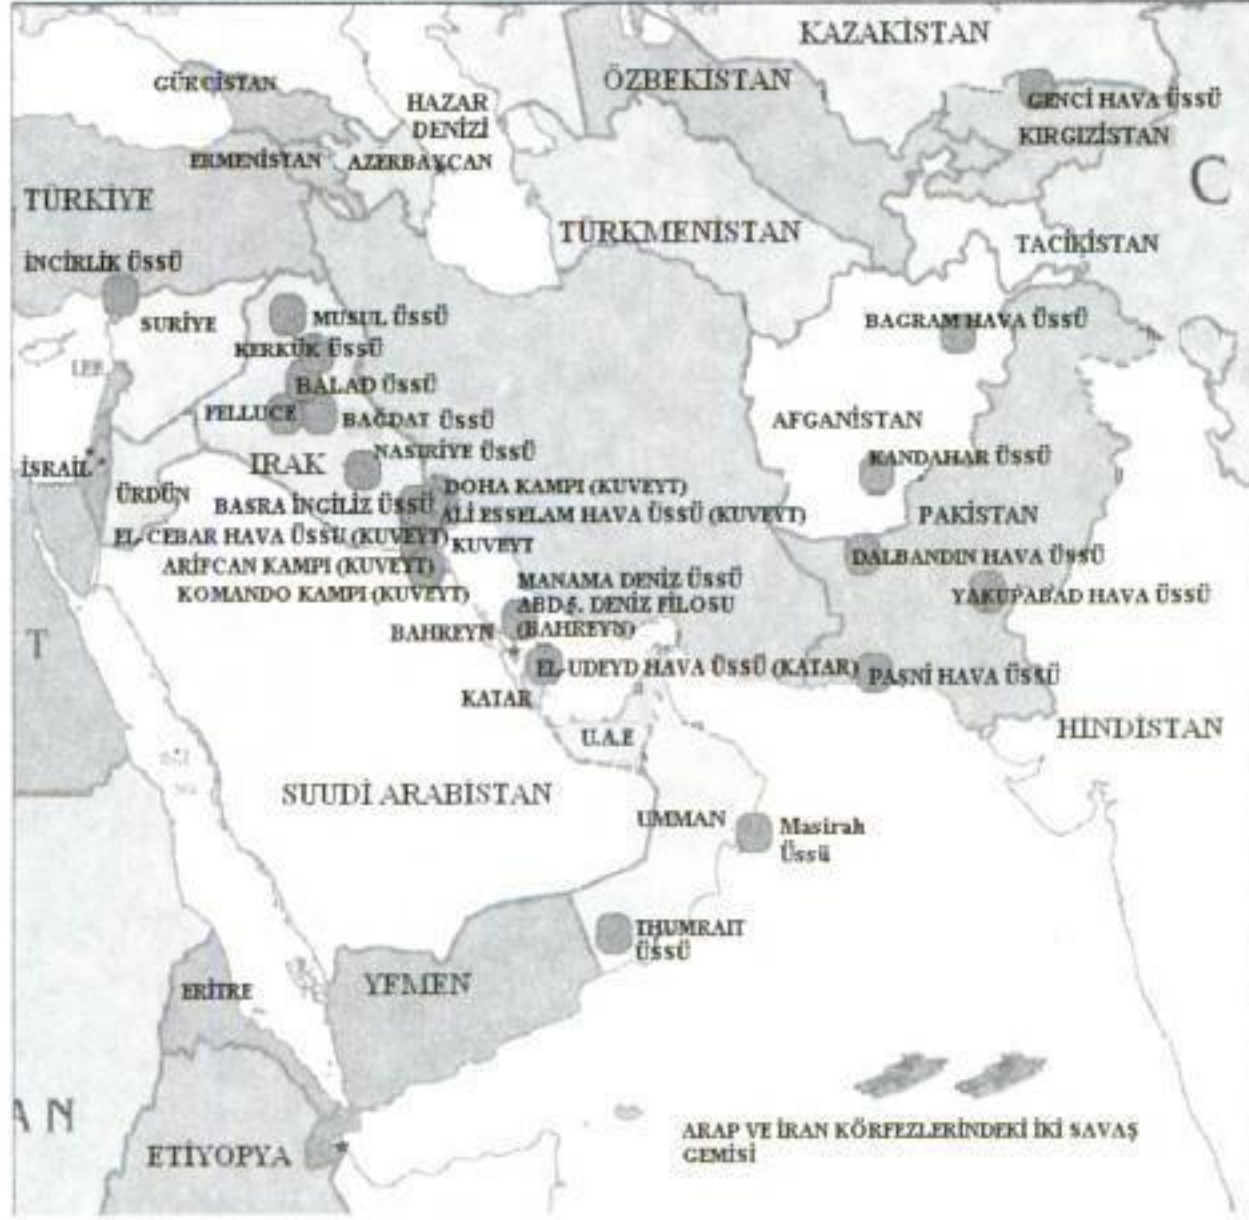 KAZAKİSTAN
ÖZBEKİSTAN
GÜRCİSTAN
HAZAR
DENİZİ
GENCİ HAVA ÜSSÜ
KIRGIZİSTAN
ERMENİSTAN
AZERBAYCAN
C
TÜRKİYE
TÜRKMENİSTAN
TACİKİSTAN
İNCİRLİK ÜSSÜ
SURİYE
MUSUL ÜSSÜ
BAGRAM HAVA ÜSSÜ
KERKÜK ÜSSÜ
BALAD ÜSSÜ
FELLUCE
BAĞDAT ÜSSÜ
AFGANİSTAN
NASIRİYE ÜSSÜ
KANDAHAR ÜSSÜ
İSRAİL
IRAK
ÜRDÜN
DOHA KAMPI (KUVEYT)
BASRA İNGİLİZ ÜSSÜ
ALİ ESSELAM HAVA ÜSSÜ (KUVEYT)
PAKİSTAN
EL-CEBAR HAVA ÜSSU (KUVEYT)
KUVEYT
DALBANDIN HAVA ÜSSÜ
ARİFCAN KAMPI (KUVEYT)
KOMANDO KAMPI (KUVEYT)
MANAMA DENİZ ÜSSÜ
ABD 5. DENİZ FİLOSU
(BAHREYN)
YAKUPABAD HAVA ÜSSÜ
BAHREYN
T
EL-UDEYD HAVA ÜSSÜ (KATAR)
PAŞNİ HAVA ÜSSÜ
KATAR
HİNDİSTAN
U.A.E
SUUDİ ARABİSTAN
UMMAN
Masirah
Üssü
THUMRAIT
ÜSSÜ
ERİTRE
YEMEN
AN
ETİYOPYA
ARAP VE İRAN KÖRFEZLERİNDEKİ İKİ SAVAŞ
GEMİSİ